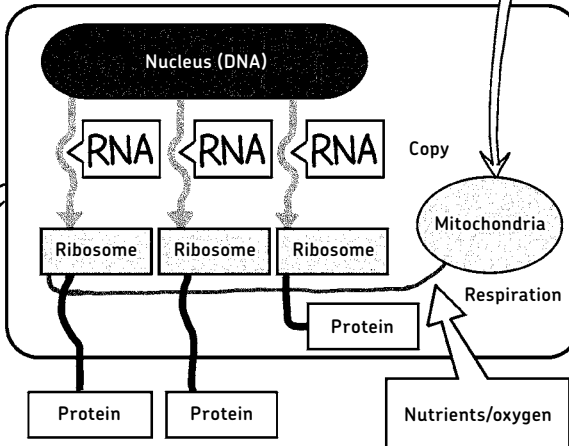 Nucleus (DNA)
RNA
RNA
RNA
Copy
Ribosome
Ribosome
Ribosome
Mitochondria
Respiration
Protein
Protein
Protein
Nutrients/oxygen